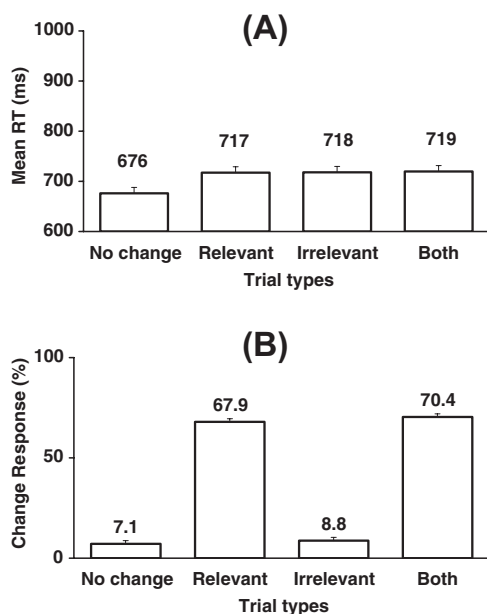 (A)
Mean RT (ms)
1000
900
800
700
600
676
717
718
719
No change Relevant Irrelevant Both
Trial types
(B)
Change Response (%)
100
50
0
7.1
67.9
8.8
70.4
No change Relevant Irrelevant Both
Trial types